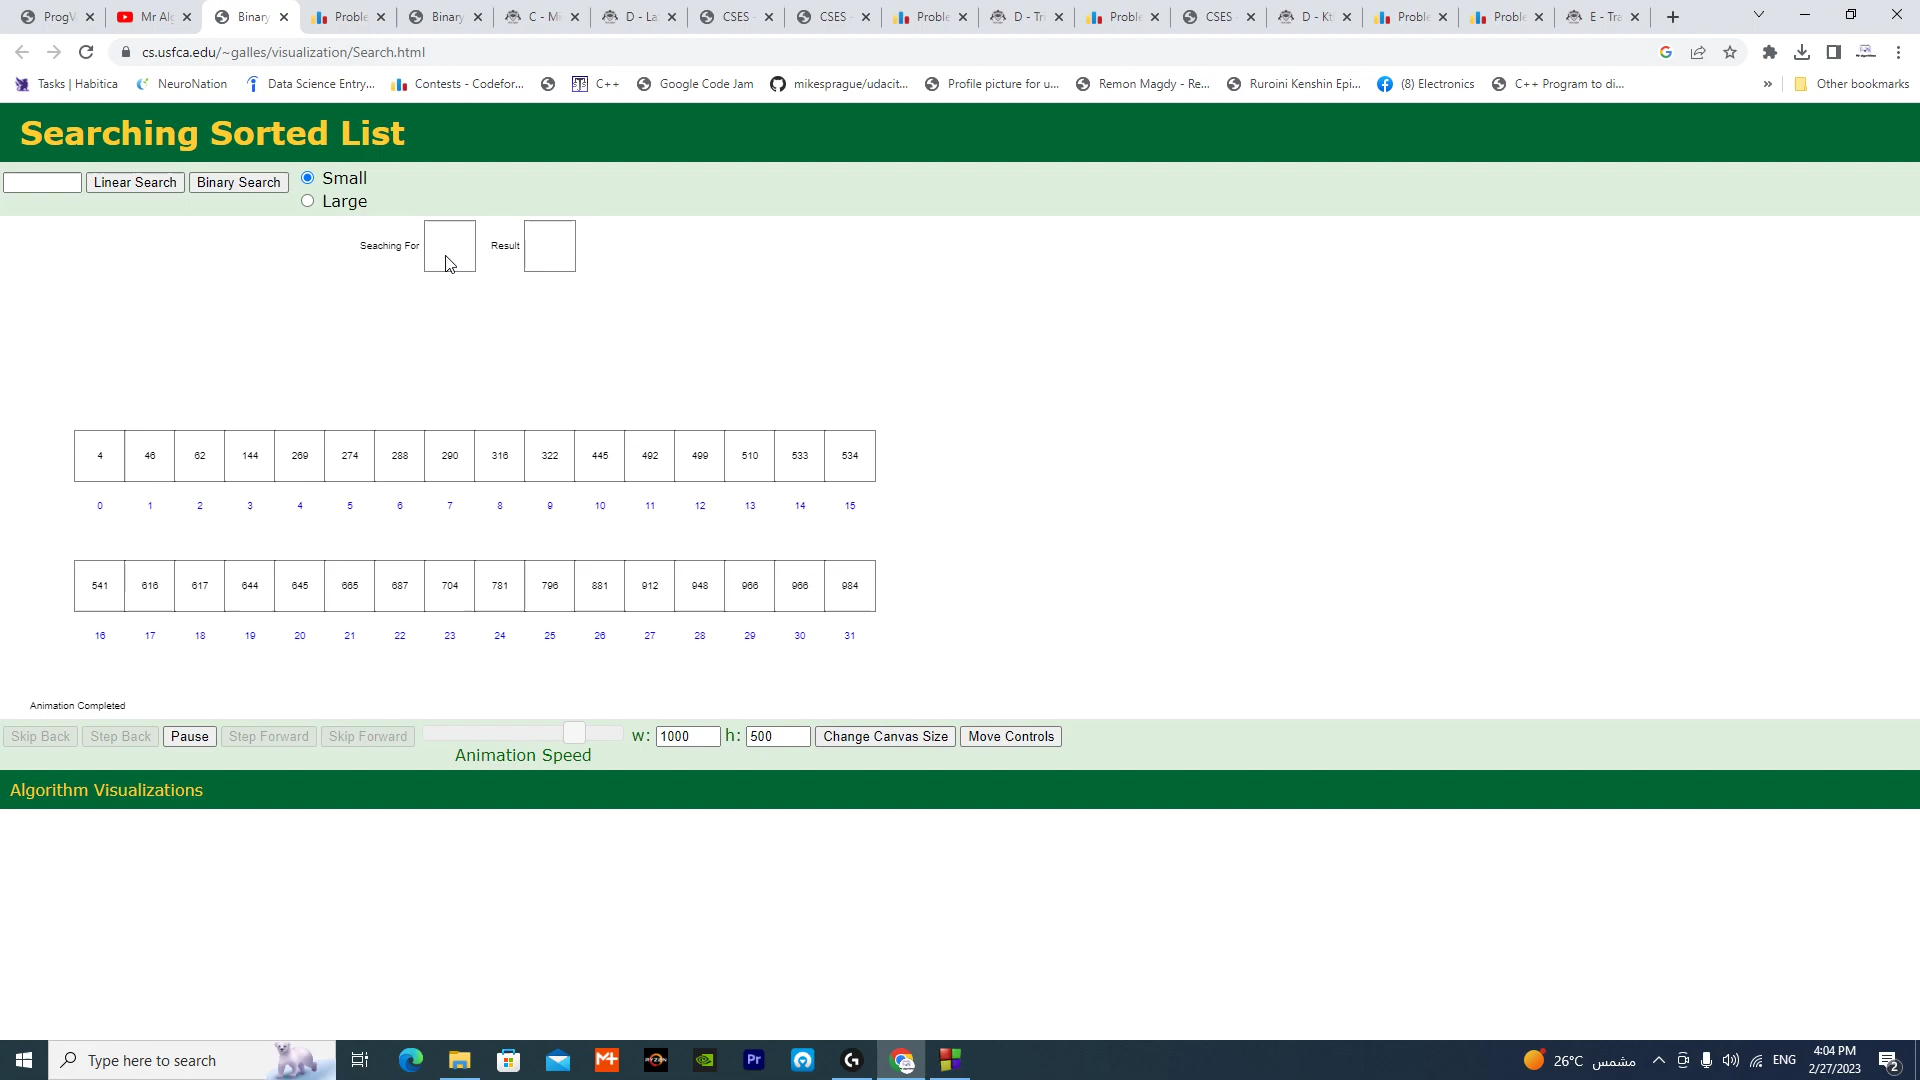 ProgV
Mr Alg
Binary
Proble
Binary
C - Mi
D - La
CSES -
CSES -
Proble
D - Tri
Proble
CSES -
D - Kt
Proble
Proble
E - Tra
cs.usfca.edu/~galles/visualization/Search.html
Tasks | Habitica
NeuroNation
Data Science Entry...
Contests - Codefor...
C++
Google Code Jam
mikesprague/udacit...
Profile picture for u...
Remon Magdy - Re...
Ruroini Kenshin Epi...
(8) Electronics
C++ Program to di...
»
Other bookmarks
Searching Sorted List
Linear Search Binary Search Small
Large
Seaching For Result
4 46 62 144 269 274 288 290 316 322 445 492 499 510 533 534
0 1 2 3 4 5 6 7 8 9 10 11 12 13 14 15
541 616 617 644 645 665 687 704 781 796 881 912 948 966 966 984
16 17 18 19 20 21 22 23 24 25 26 27 28 29 30 31
Animation Completed
Skip Back Step Back Pause Step Forward Skip Forward w: 1000 h: 500 Change Canvas Size Move Controls
Animation Speed
Algorithm Visualizations
Type here to search
M+
RYZEN
Pr
26°C مشمس
ENG
4:04 PM
2/27/2023
2